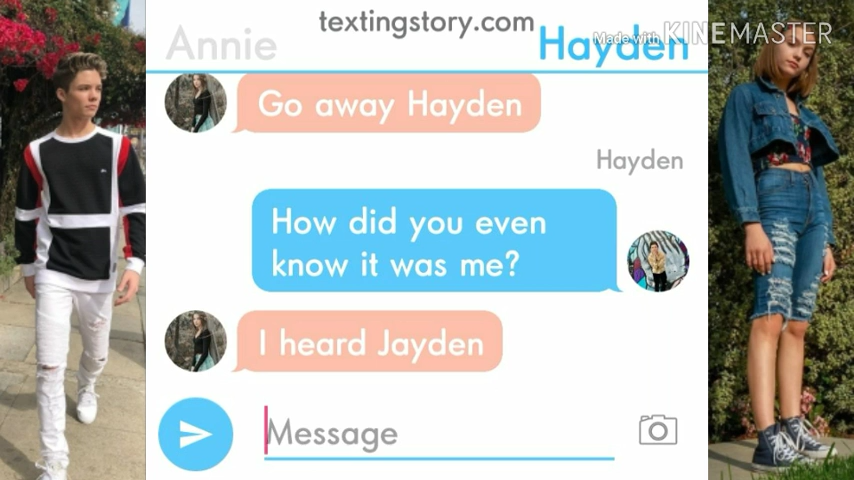 textingstory.com
Annie
Hayden
Made with KINEMASTER
Go away Hayden
Hayden
How did you even
know it was me?
I heard Jayden
Message